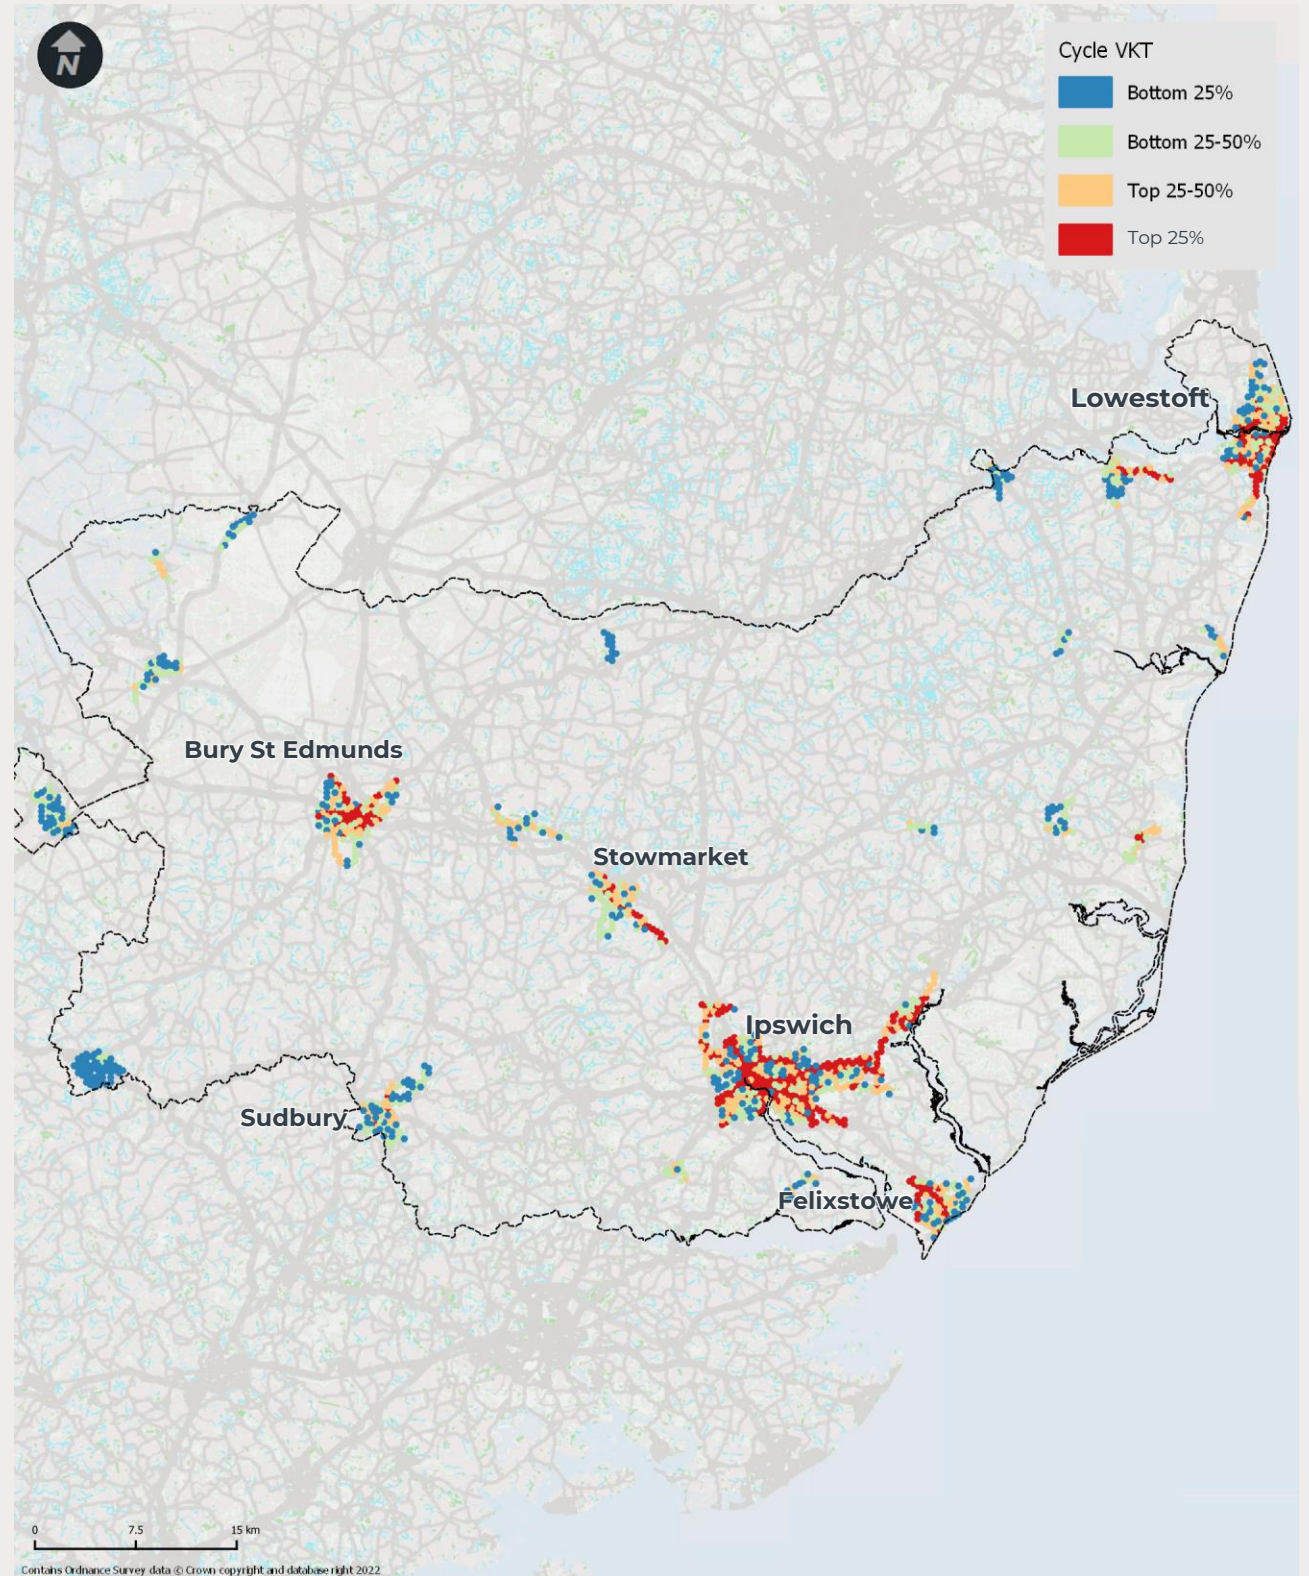 N
Cycle VKT
Bottom 25%
Bottom 25-50%
Top 25-50%
Top 25%
Lowestoft
Bury St Edmunds
Stowmarket
Ipswich
Sudbury
Felixstowe
0 7.5 15 km
Contains Ordnance Survey data © Crown copyright and database right 2022